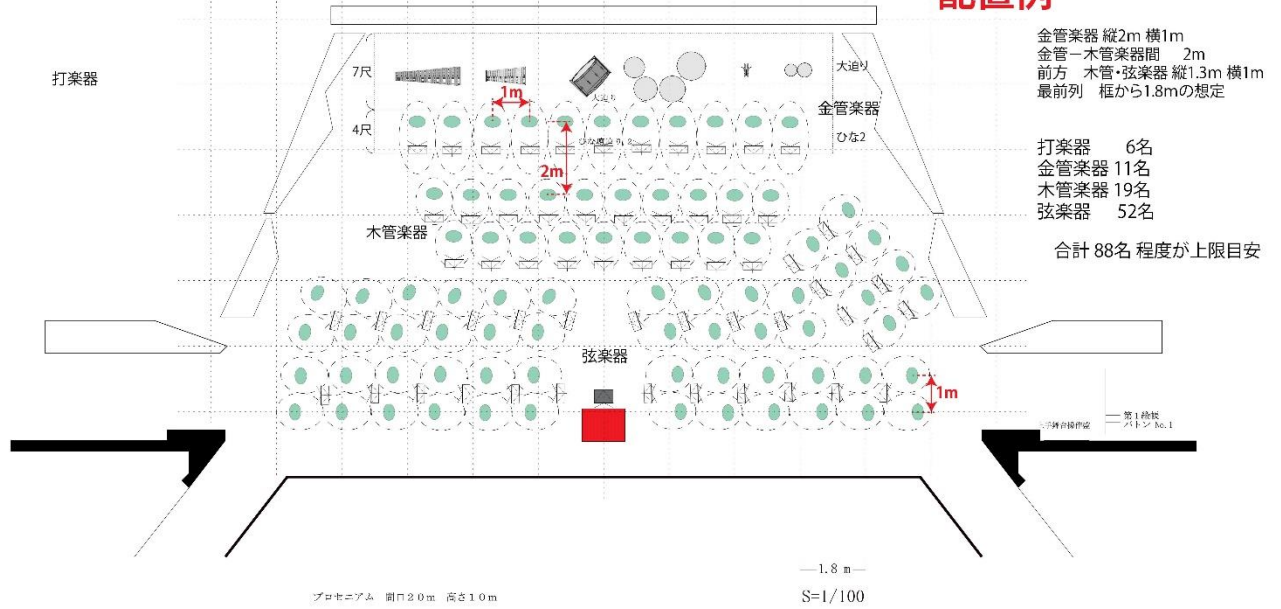 配置例
金管楽器 縦2m 横1m
金管－木管楽器間 2m
前方 木管・弦楽器 縦1.3m 横1m
最前列 框から1.8mの想定
打楽器 6名
金管楽器 11名
木管楽器 19名
弦楽器 52名
合計 88名 程度が上限目安
打楽器
7尺
大迫り
大迫り
1m
金管楽器
4尺
ひな2
2m
木管楽器
弦楽器
1m
バトン No.1
1.8 m
プロセニアム 間口20m 高さ10m
S=1/100